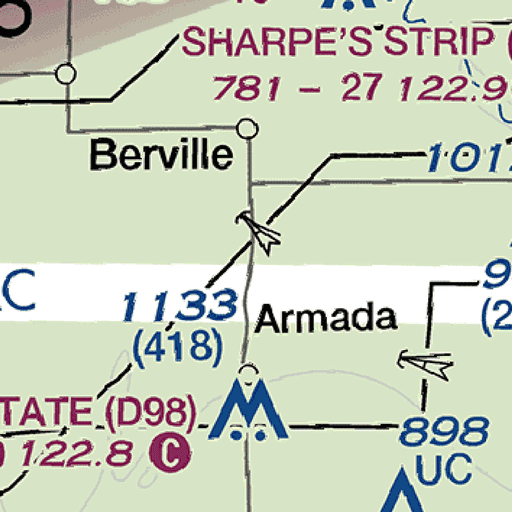 SHARPE'S STRIP (
781 - 27 122.9
Berville
1017
C
1133
(418)
Armada
9
(2
TATE (D98)
122.8 C
898
UC